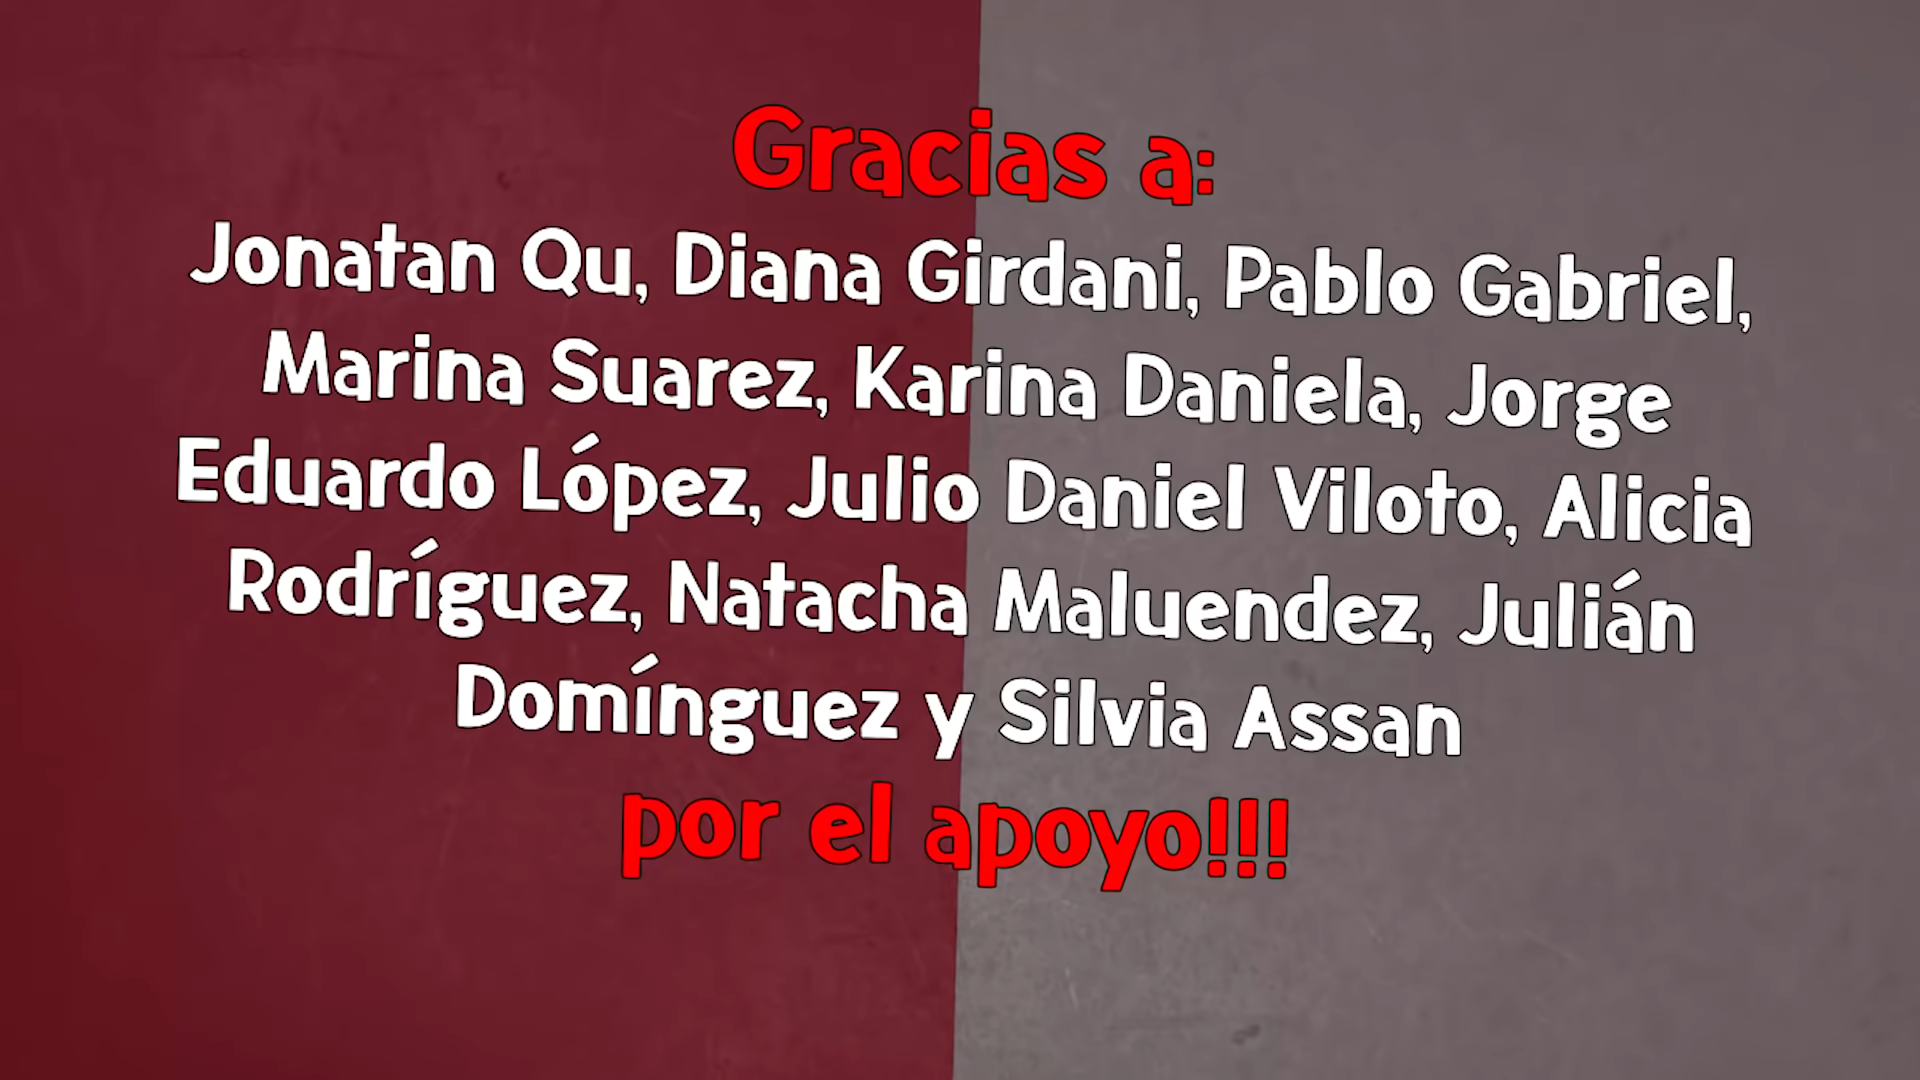 Gracias a:
Jonatan Qu, Diana Girdani, Pablo Gabriel,
Marina Suarez, Karina Daniela, Jorge
Eduardo López, Julio Daniel Viloto, Alicia
Rodríguez, Natacha Maluendez, Julián
Domínguez y Silvia Assan
por el apoyo!!!